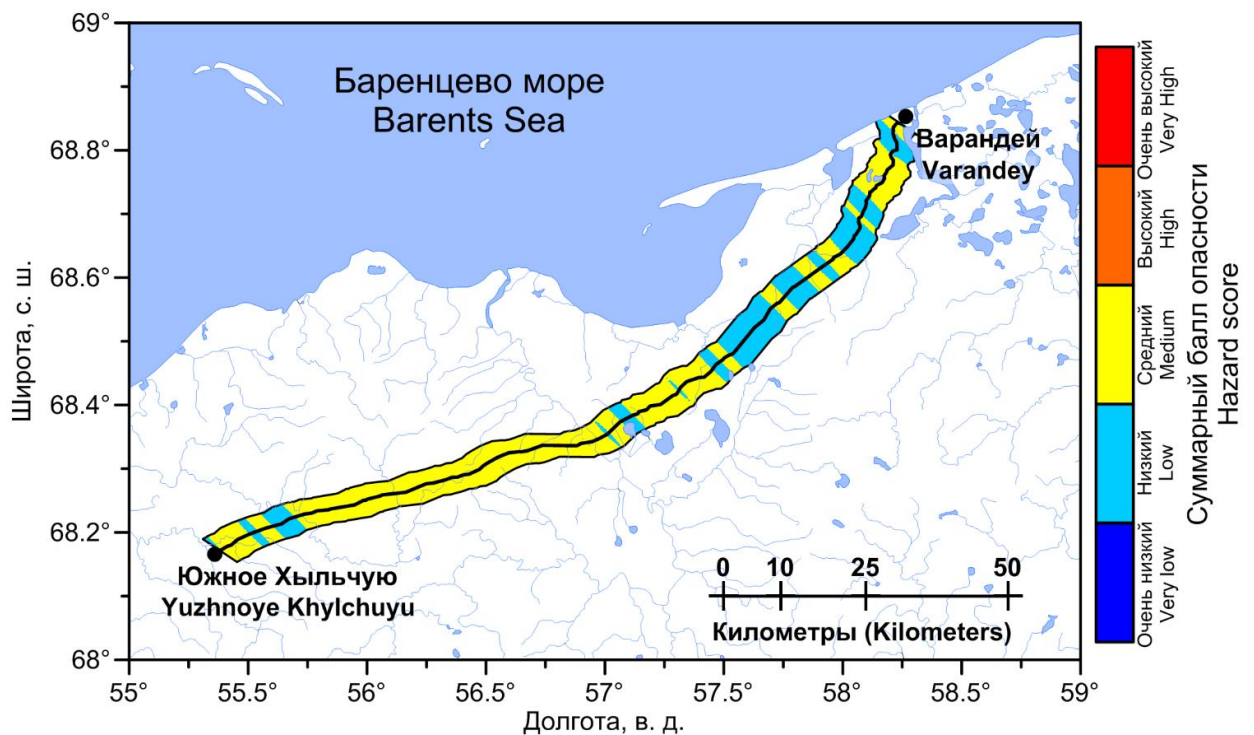 69°
68.8°
68.6°
68.4°
68.2°
68°
Широта, с. ш.
Баренцево море
Barents Sea
Варандей
Varandey
Южное Хыльчую
Yuzhnoye Khylchuyu
0 10 25 50
Километры (Kilometers)
55° 55.5° 56° 56.5° 57° 57.5° 58° 58.5° 59°
Долгота, в. д.
Очень высокий
Very High
Высокий
High
Средний
Medium
Низкий
Low
Очень низкий
Very low
Суммарный балл опасности
Hazard score